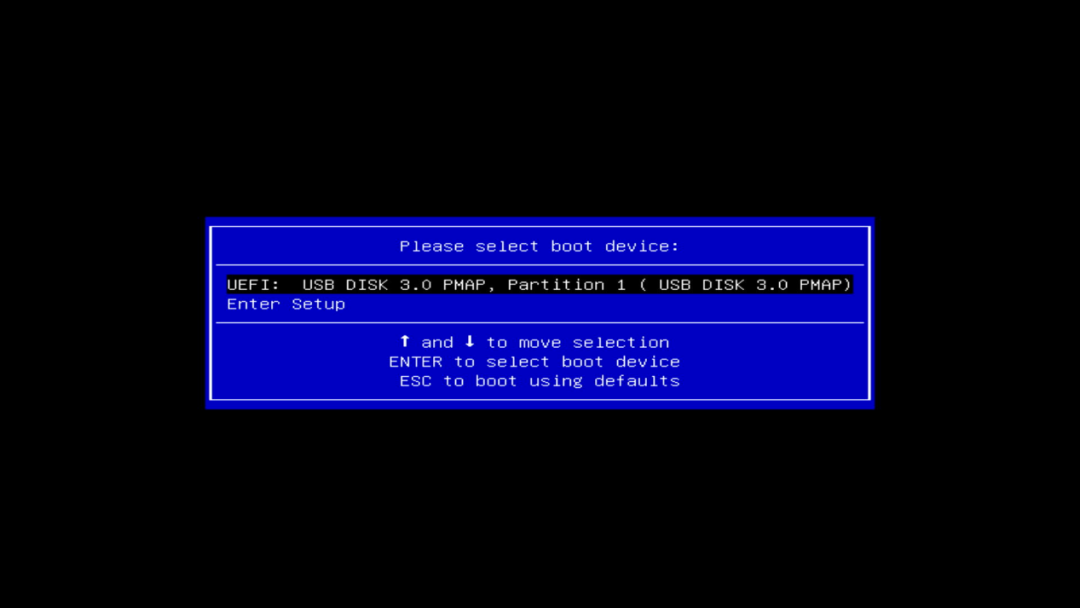 Please select boot device:
UEFI:  USB DISK 3.0 PMAP, Partition 1 ( USB DISK 3.0 PMAP)
Enter Setup
↑ and ↓ to move selection
ENTER to select boot device
ESC to boot using defaults